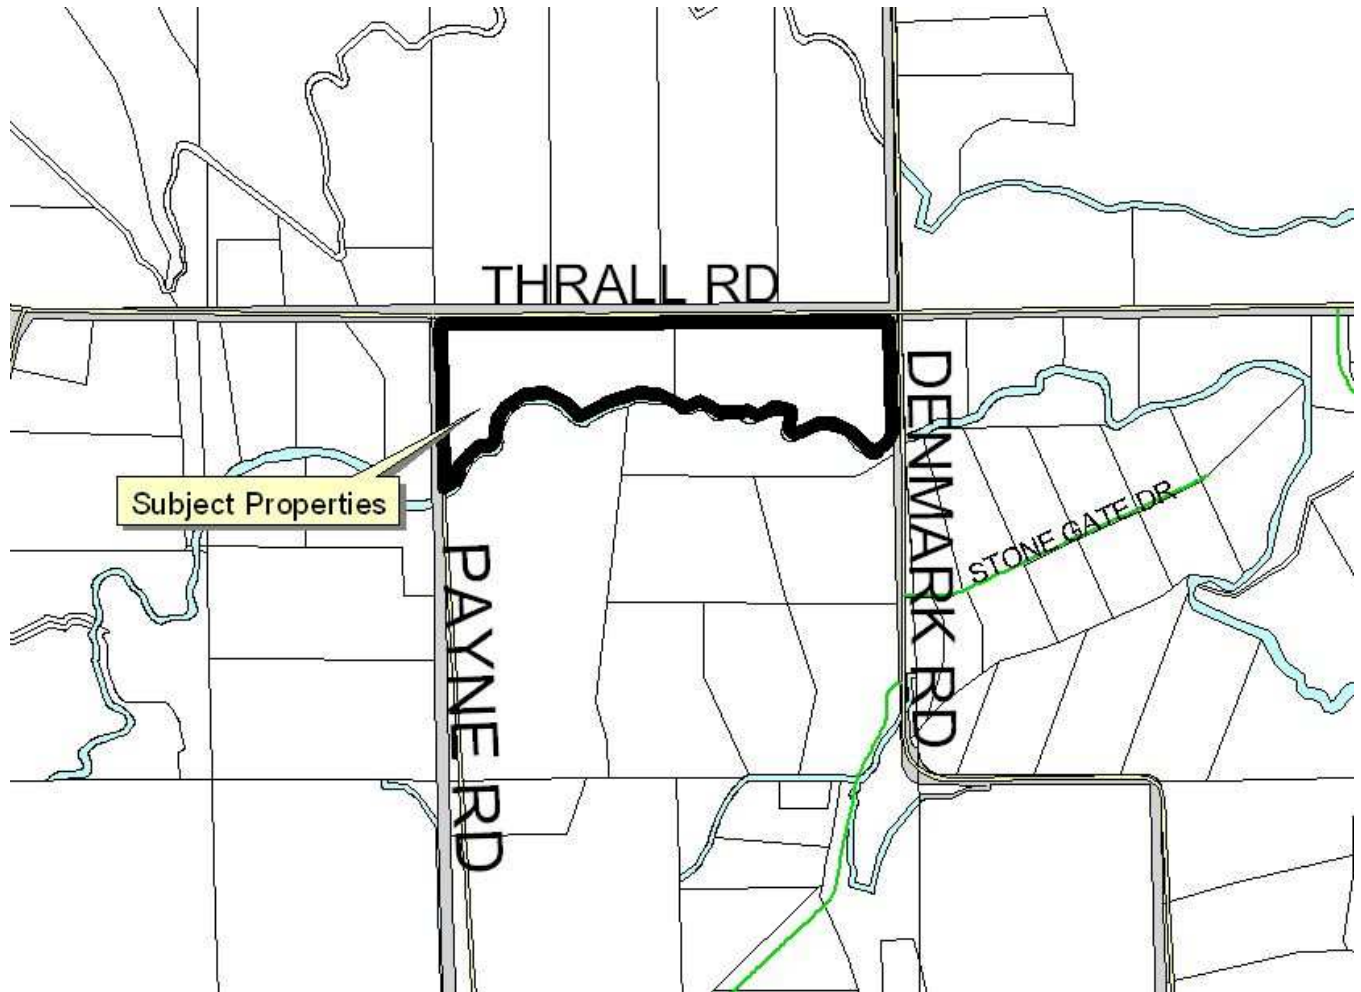 THRALL RD
DENMARK RD
Subject Properties
STONE GATE DR
PAYNE RD